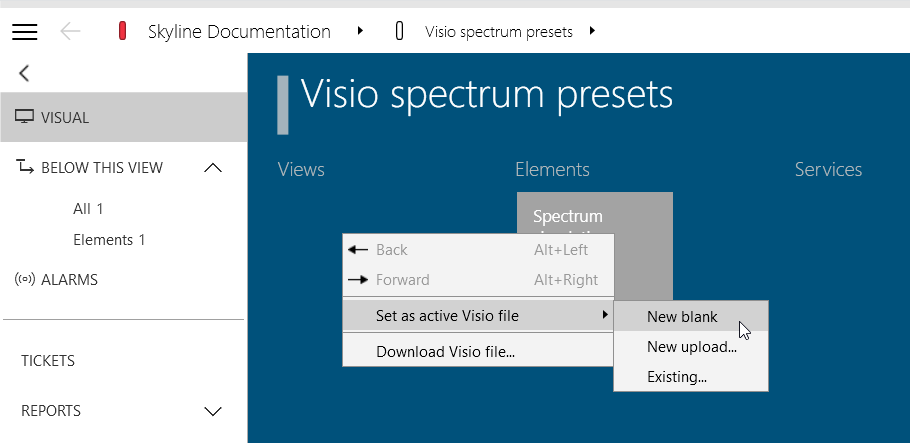 Skyline Documentation Visio spectrum presets
VISUAL
BELOW THIS VIEW
All 1
Elements 1
ALARMS
TICKETS
REPORTS
Visio spectrum presets
Views Elements Services
Spectrum
Back Alt+Left
Forward Alt+Right
Set as active Visio file
Download Visio file...
New blank
New upload...
Existing...